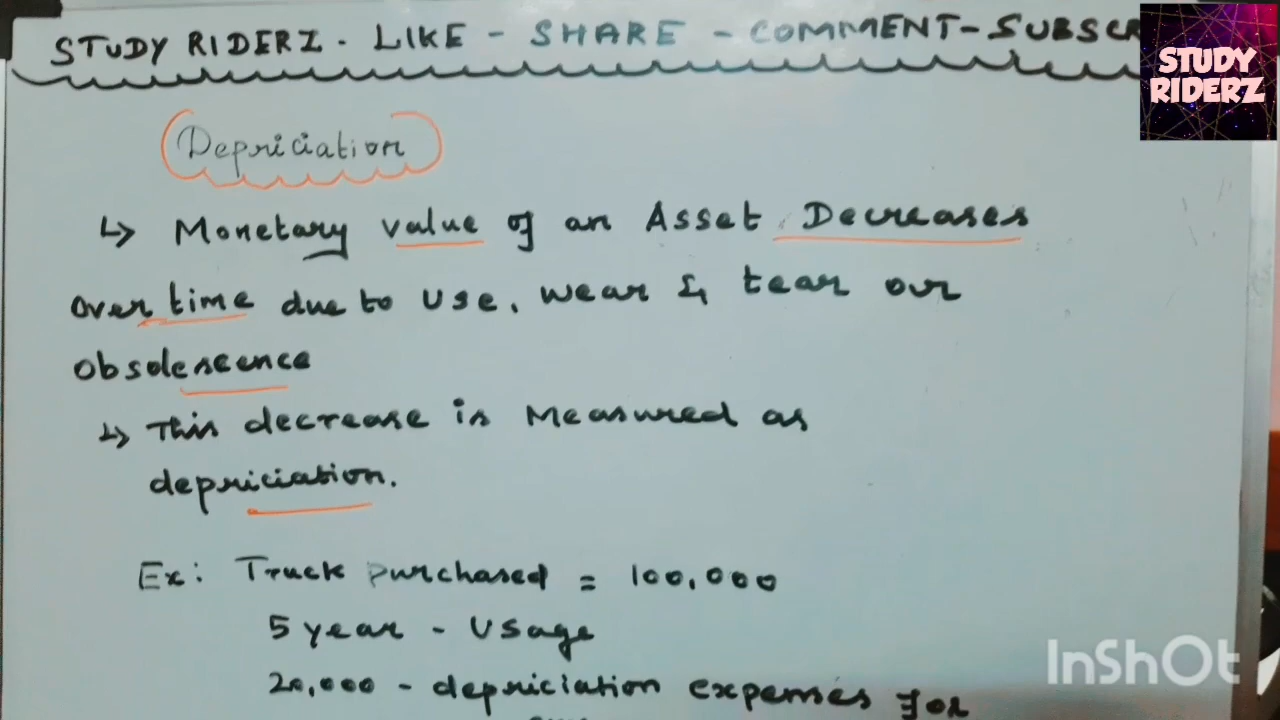 STUDY RIDERZ. LIKE - SHARE - COMMENT - SUBSCR
STUDY
RIDERZ
Depriciation
↳ Monetary value of an Asset Decreases
over time due to use, wear & tear or
obsolescence
↳ This decrease is Measured as
depriciation.
Ex: Truck purchased = 100,000
5 year - Usage
20,000 - depriciation expenses for
InShOt